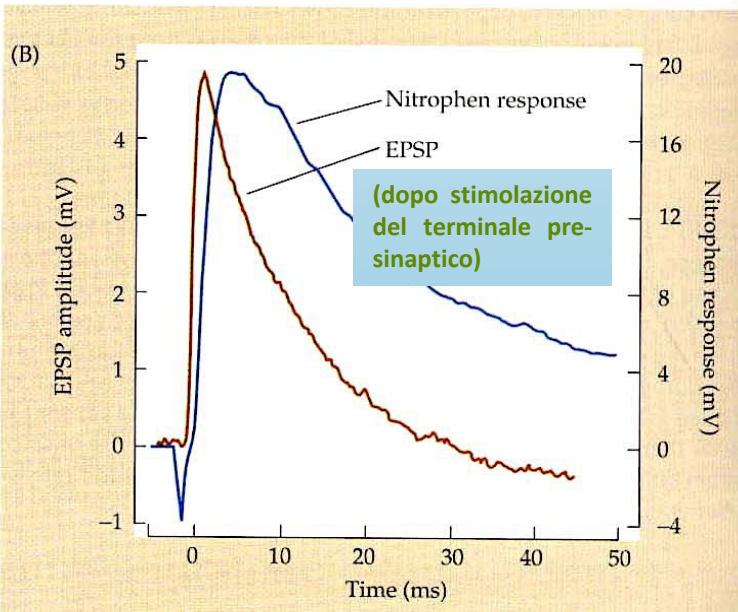 (B)
5
4
3
2
1
0
−1
EPSP amplitude (mV)
Nitrophen response
EPSP
(dopo stimolazione
del terminale pre-
sinaptico)
20
16
12
8
4
0
−4
Nitrophen response (mV)
0 10 20 30 40 50
Time (ms)